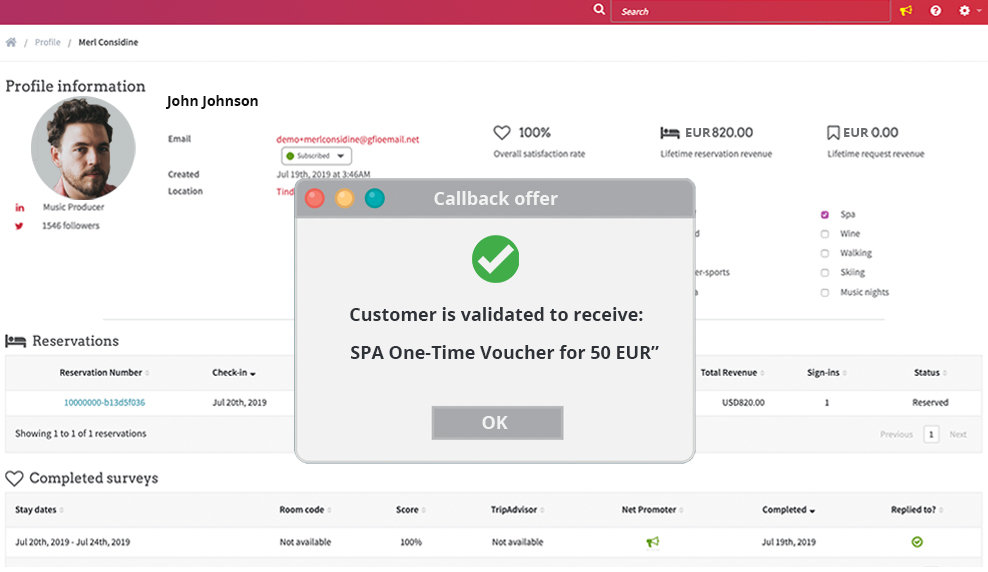 Search
/ Profile / Merl Considine
Profile information
John Johnson
Email
demo+merlconsidine@gfioemail.net
Subscribed
Created
Jul 19th, 2019 at 3:46AM
Location
Tind
in
Music Producer
1546 followers
100%
Overall satisfaction rate
EUR820.00
Lifetime reservation revenue
EUR 0.00
Lifetime request revenue
Callback offer
Customer is validated to receive:
SPA One-Time Voucher for 50 EUR”
OK
d
er-sports
a
Spa
Wine
Walking
Skiing
Music nights
Reservations
Reservation Number Check-in Total Revenue Sign-ins Status
10000000-b13d5f036 Jul 20th, 2019 USD820.00 1 Reserved
Showing 1 to 1 of 1 reservations Previous 1 Next
Completed surveys
Stay dates Room code Score TripAdvisor Net Promoter Completed Replied to?
Jul 20th, 2019 - Jul 24th, 2019 Not available 100% Not available Jul 19th, 2019